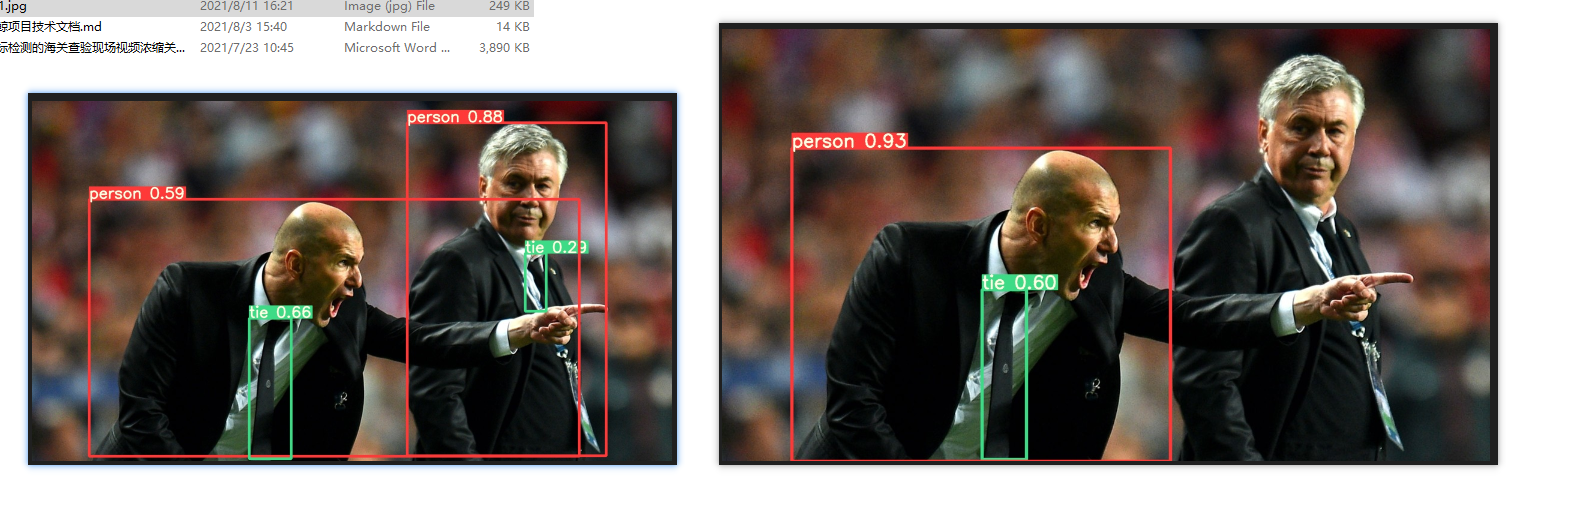 1.jpg 2021/8/11 16:21 Image (jpg) File 249 KB
项目技术文档.md 2021/8/3 15:40 Markdown File 14 KB
标检测的海关查验现场视频浓缩关... 2021/7/23 10:45 Microsoft Word ... 3,890 KB
person 0.88
person 0.59
tie 0.29
tie 0.66
person 0.93
tie 0.60